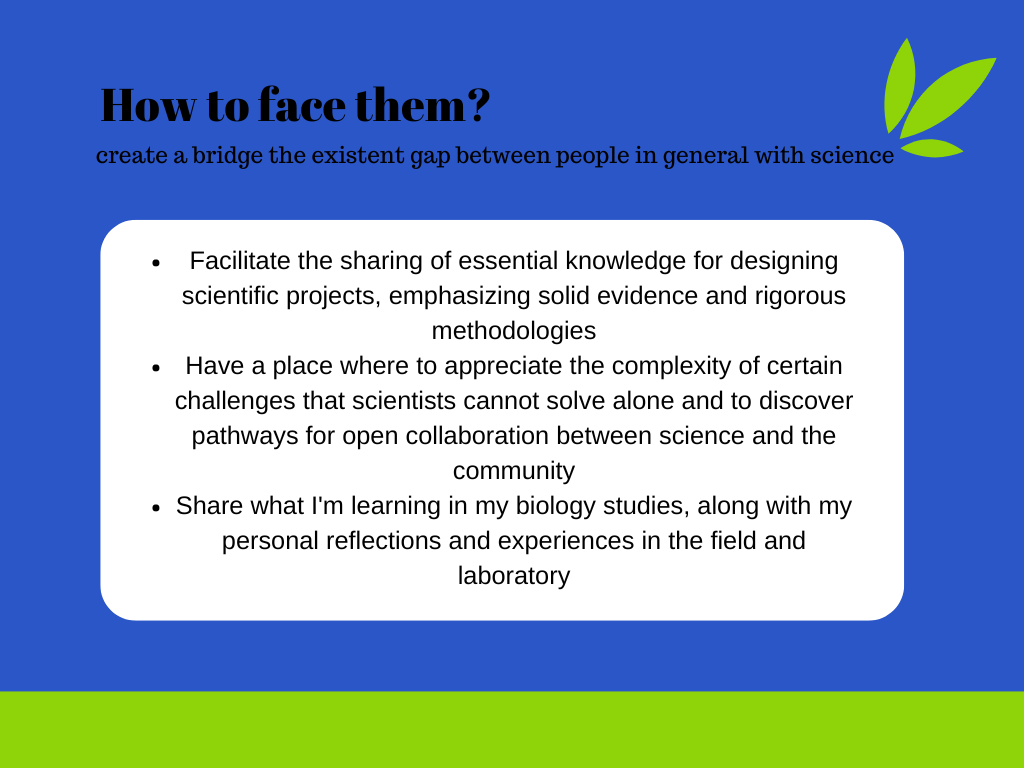 How to face them?
create a bridge the existent gap between people in general with science
• Facilitate the sharing of essential knowledge for designing
scientific projects, emphasizing solid evidence and rigorous
methodologies
• Have a place where to appreciate the complexity of certain
challenges that scientists cannot solve alone and to discover
pathways for open collaboration between science and the
community
• Share what I'm learning in my biology studies, along with my
personal reflections and experiences in the field and
laboratory